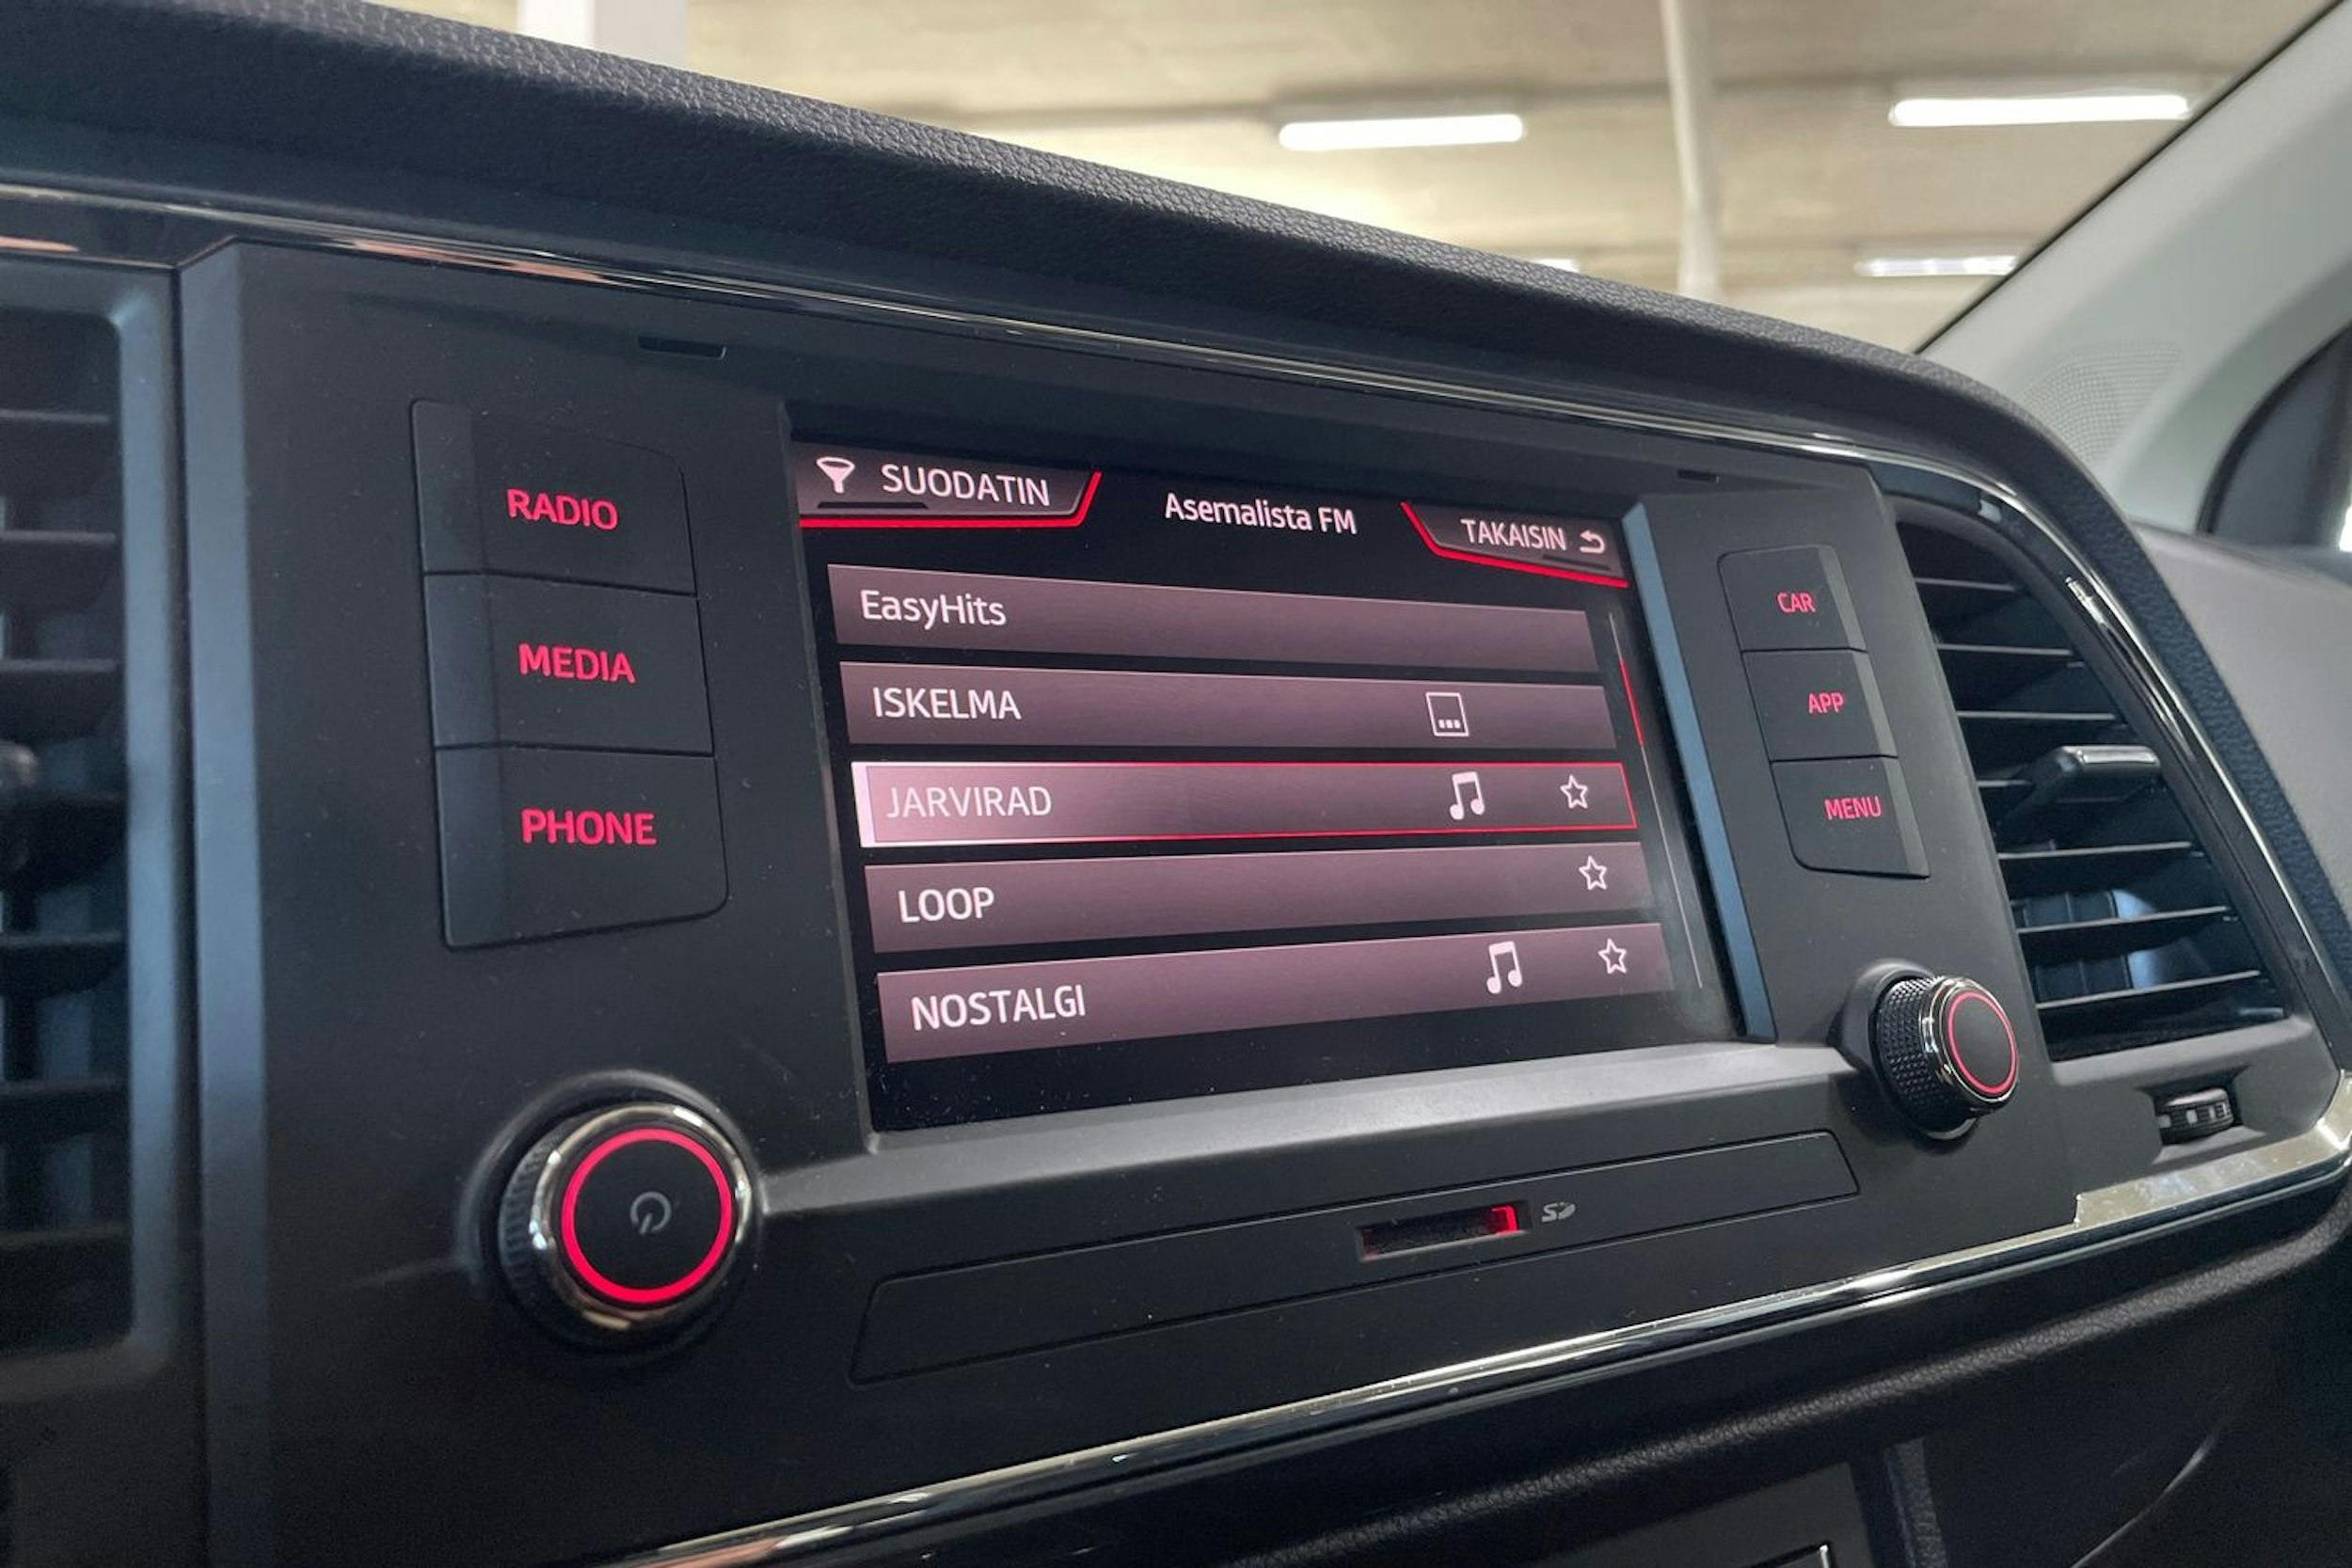 RADIO
MEDIA
PHONE
SUODATIN
Asemalista FM
TAKAISIN
EasyHits
ISKELMA
JARVIRAD
LOOP
NOSTALGI
CAR
APP
MENU
SD